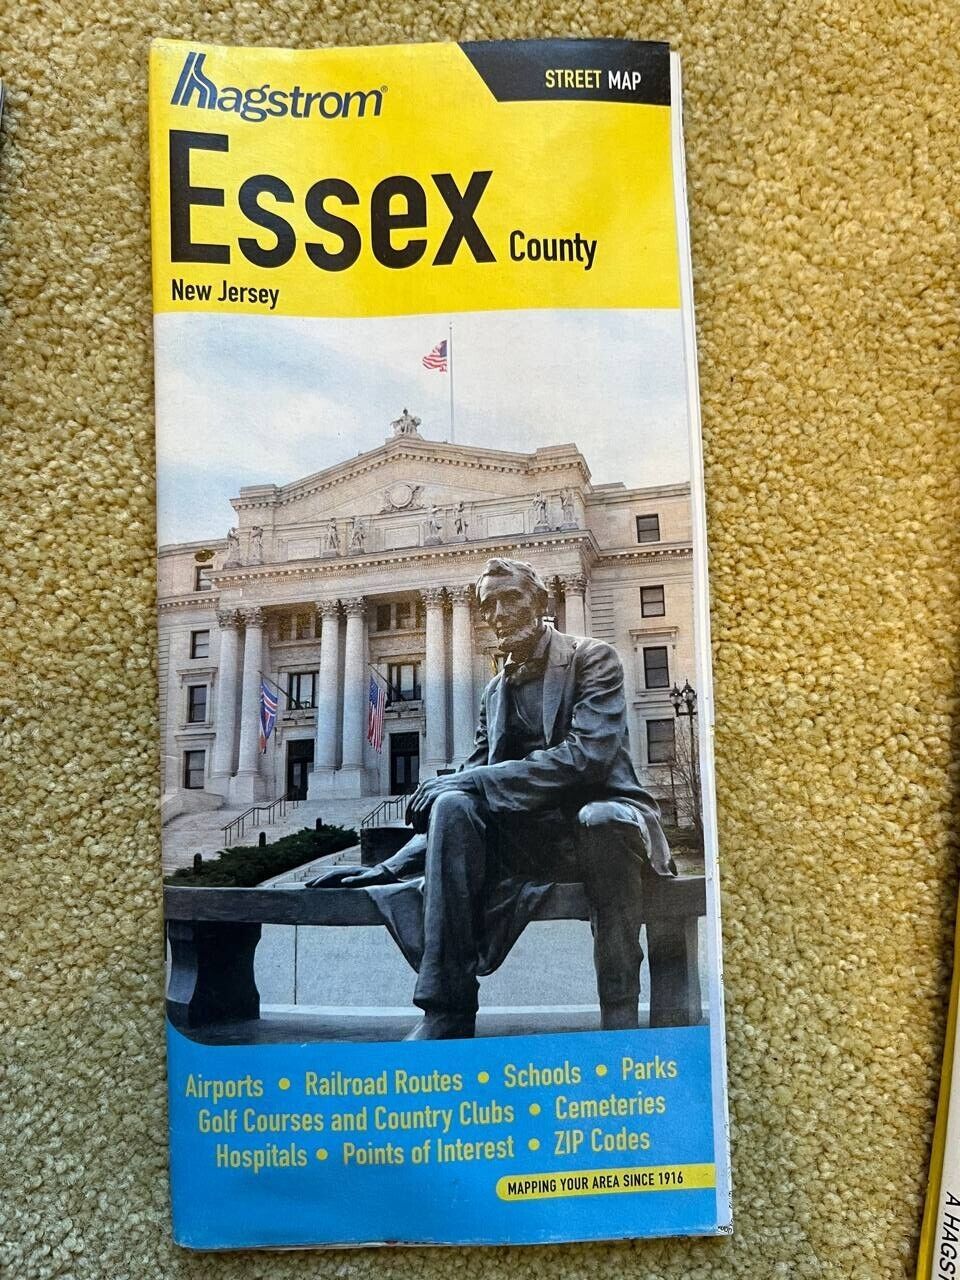 hagstrom®
STREET MAP
Essex County
New Jersey
Airports • Railroad Routes • Schools • Parks
Golf Courses and Country Clubs • Cemeteries
Hospitals • Points of Interest • ZIP Codes
MAPPING YOUR AREA SINCE 1916
A HAGS